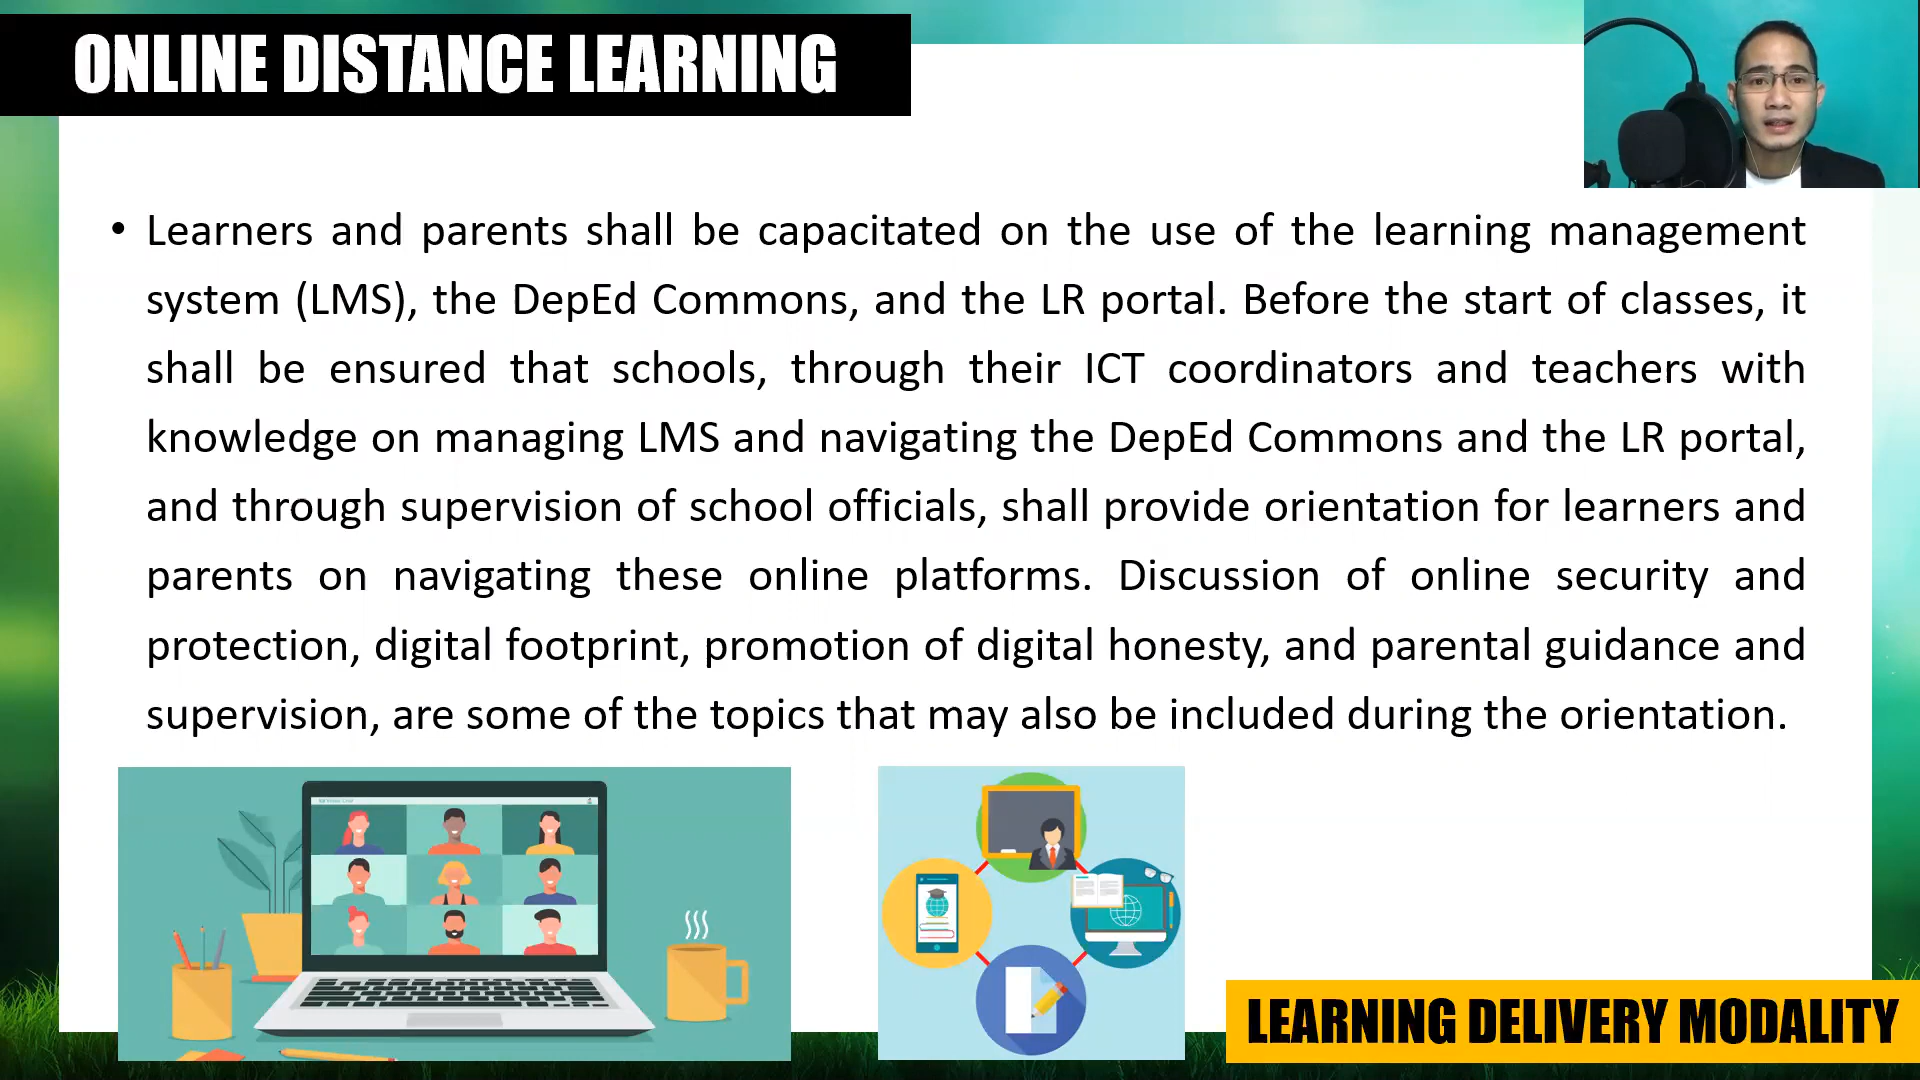 ONLINE DISTANCE LEARNING
• Learners and parents shall be capacitated on the use of the learning management
system (LMS), the DepEd Commons, and the LR portal. Before the start of classes, it
shall be ensured that schools, through their ICT coordinators and teachers with
knowledge on managing LMS and navigating the DepEd Commons and the LR portal,
and through supervision of school officials, shall provide orientation for learners and
parents on navigating these online platforms. Discussion of online security and
protection, digital footprint, promotion of digital honesty, and parental guidance and
supervision, are some of the topics that may also be included during the orientation.
LEARNING DELIVERY MODALITY